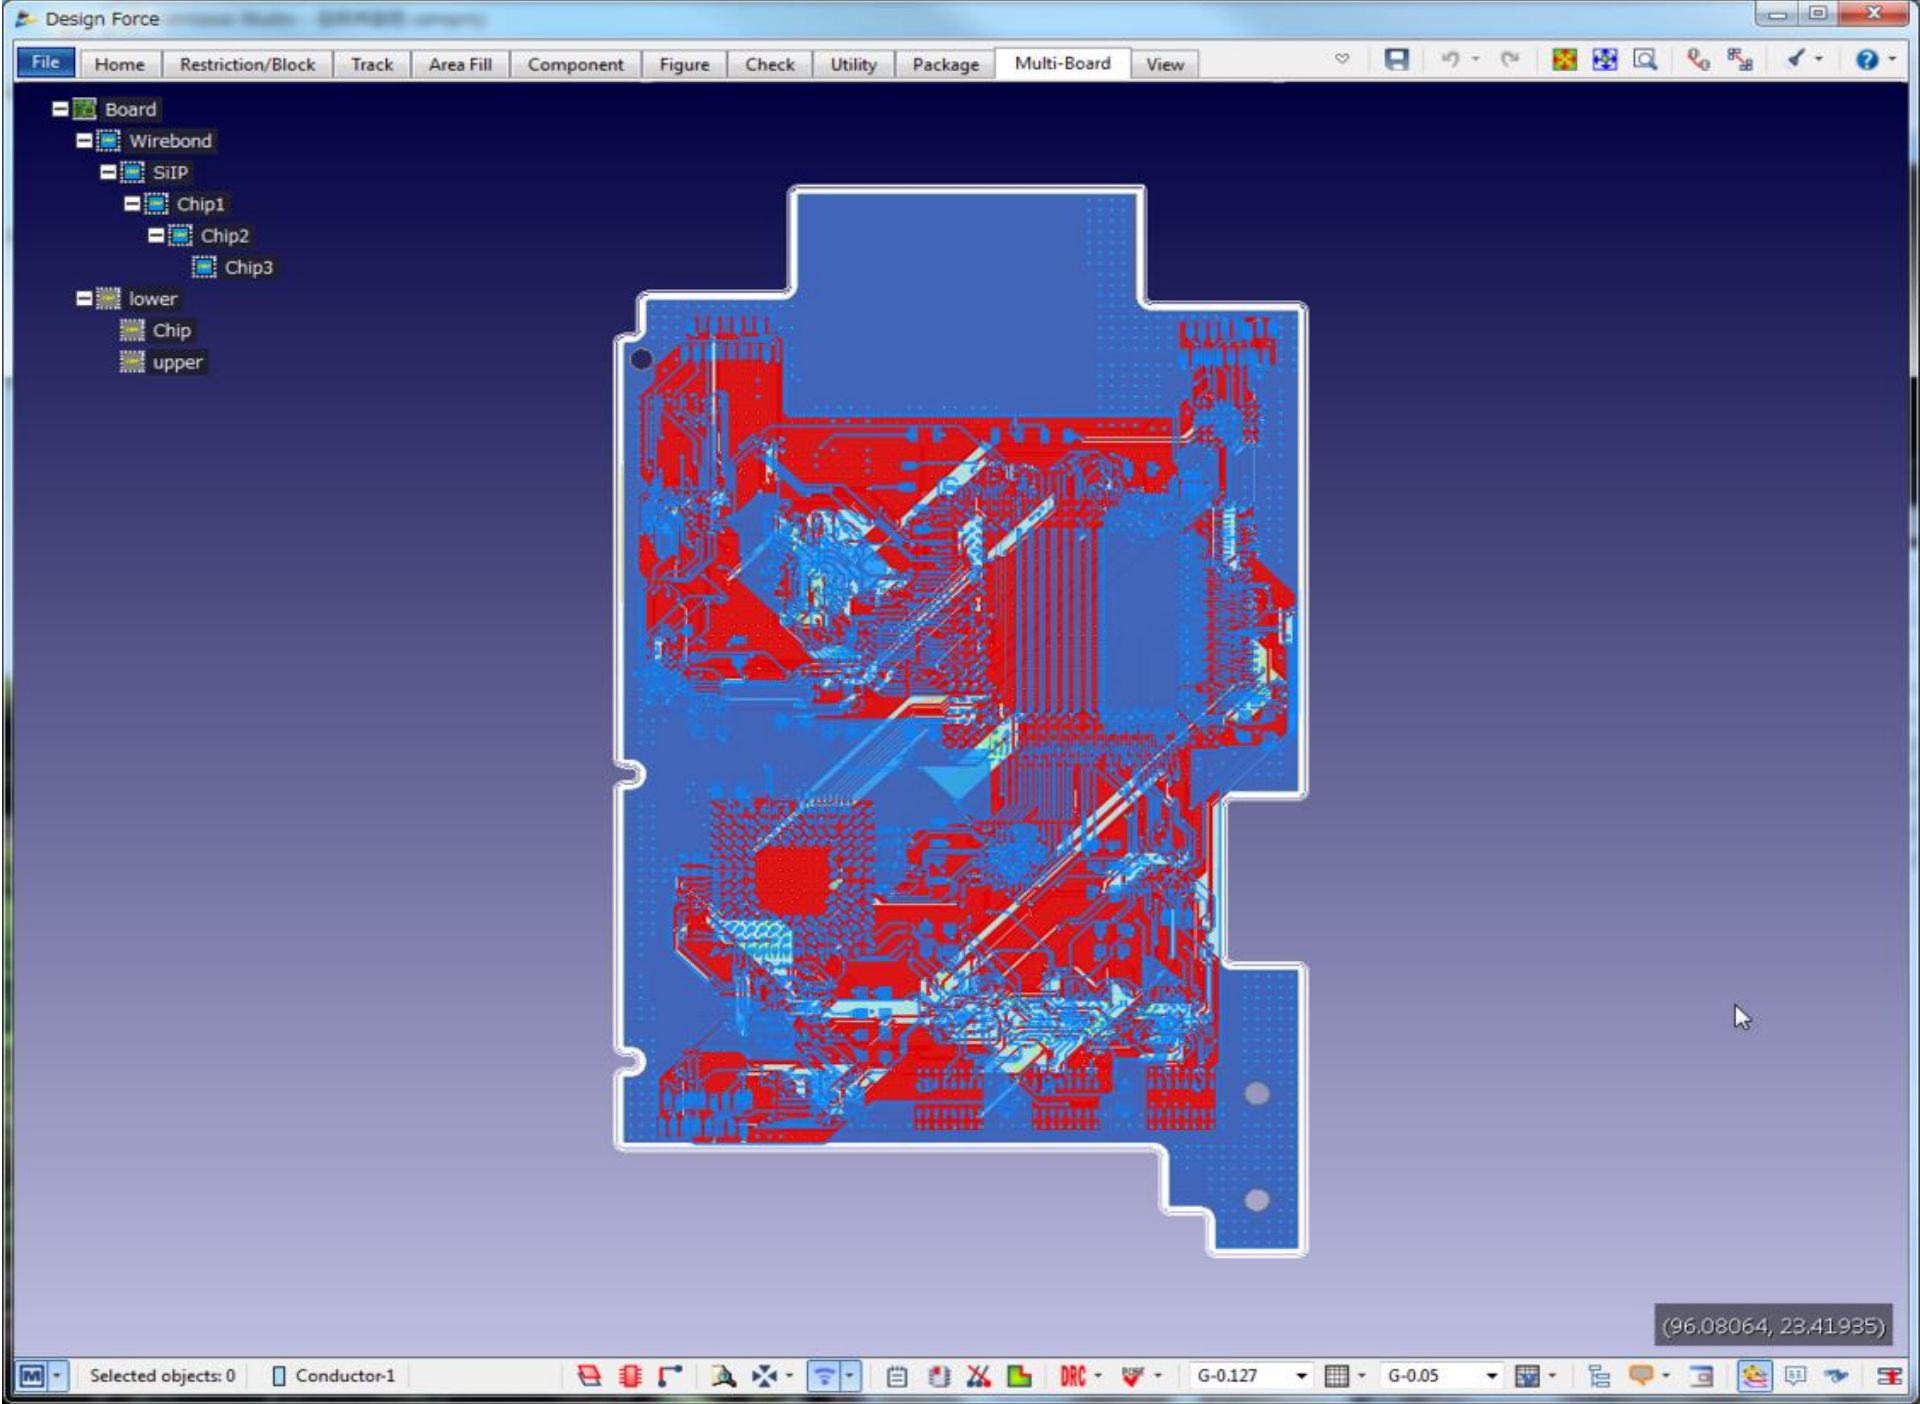 Design Force
File Home Restriction/Block Track Area Fill Component Figure Check Utility Package Multi-Board View
Board
Wirebond
SiIP
Chip1
Chip2
Chip3
lower
Chip
upper
(96.08064, 23.41935)
Selected objects: 0 Conductor-1 DRC G-0.127 G-0.05